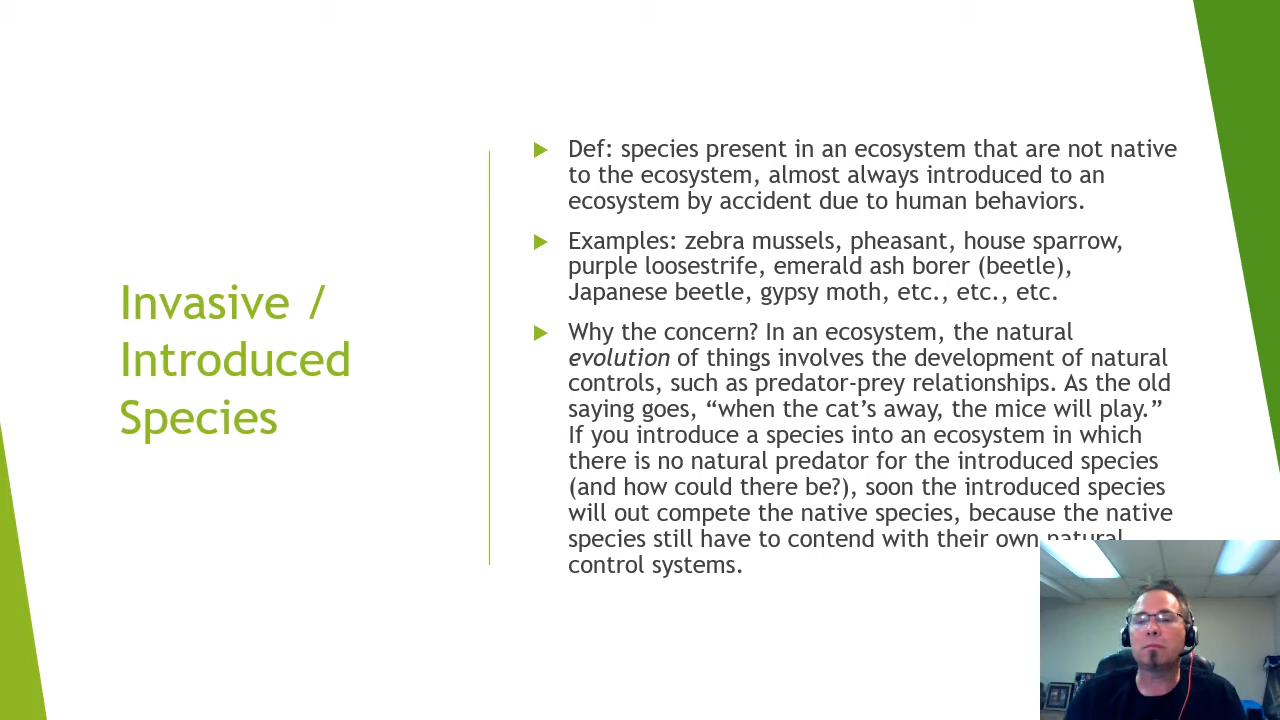 Invasive /
Introduced
Species
Def: species present in an ecosystem that are not native
to the ecosystem, almost always introduced to an
ecosystem by accident due to human behaviors.
Examples: zebra mussels, pheasant, house sparrow,
purple loosestrife, emerald ash borer (beetle),
Japanese beetle, gypsy moth, etc., etc., etc.
Why the concern? In an ecosystem, the natural
evolution of things involves the development of natural
controls, such as predator-prey relationships. As the old
saying goes, “when the cat’s away, the mice will play.”
If you introduce a species into an ecosystem in which
there is no natural predator for the introduced species
(and how could there be?), soon the introduced species
will out compete the native species, because the native
species still have to contend with their own natural
control systems.